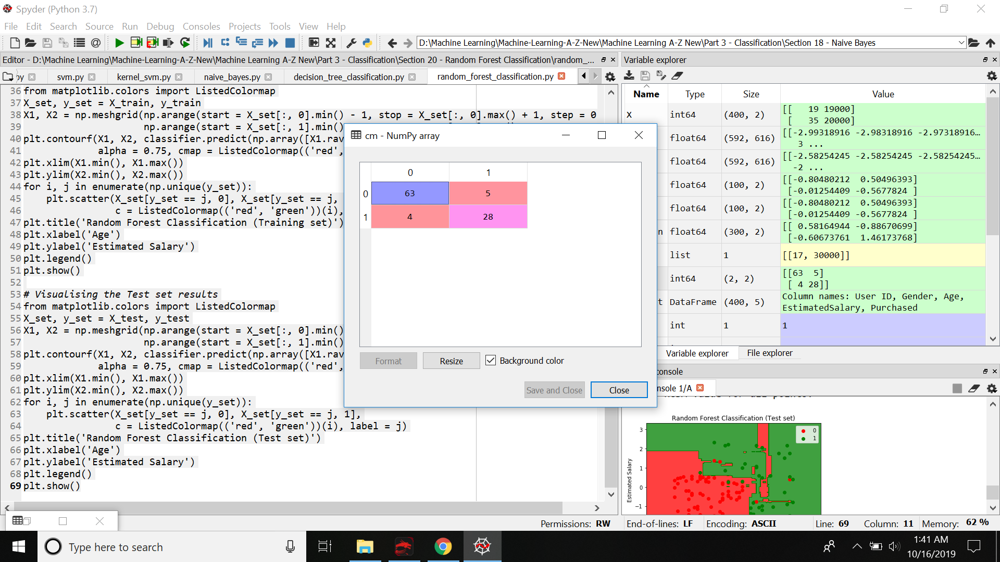 Spyder (Python 3.7)
File Edit Search Source Run Debug Consoles Projects Tools View Help
D:\Machine Learning\Machine-Learning-A-Z-New\Machine Learning A-Z New\Part 3 - Classification\Section 18 - Naive Bayes
Editor - D:\Machine Learning\Machine-Learning-A-Z-New\Machine Learning A-Z New\Part 3 - Classification\Section 20 - Random Forest Classification\random_...
py svm.py kernel_svm.py naive_bayes.py decision_tree_classification.py random_forest_classification.py
36 from matplotlib.colors import ListedColormap
37 X_set, y_set = X_train, y_train
38 X1, X2 = np.meshgrid(np.arange(start = X_set[:, 0].min() - 1, stop = X_set[:, 0].max() + 1, step = 0
39 np.arange(start = X_set[:, 1].min()
40 plt.contourf(X1, X2, classifier.predict(np.array([X1.rav
41 alpha = 0.75, cmap = ListedColormap(('red',
42 plt.xlim(X1.min(), X1.max())
43 plt.ylim(X2.min(), X2.max())
44 for i, j in enumerate(np.unique(y_set)):
45 plt.scatter(X_set[y_set == j, 0], X_set[y_set == j,
46 c = ListedColormap(('red', 'green'))(i),
47 plt.title('Random Forest Classification (Training set)')
48 plt.xlabel('Age')
49 plt.ylabel('Estimated Salary')
50 plt.legend()
51 plt.show()
52
53 # Visualising the Test set results
54 from matplotlib.colors import ListedColormap
55 X_set, y_set = X_test, y_test
56 X1, X2 = np.meshgrid(np.arange(start = X_set[:, 0].min()
57 np.arange(start = X_set[:, 1].min()
58 plt.contourf(X1, X2, classifier.predict(np.array([X1.rav
59 alpha = 0.75, cmap = ListedColormap(('red',
60 plt.xlim(X1.min(), X1.max())
61 plt.ylim(X2.min(), X2.max())
62 for i, j in enumerate(np.unique(y_set)):
63 plt.scatter(X_set[y_set == j, 0], X_set[y_set == j, 1],
64 c = ListedColormap(('red', 'green'))(i), label = j)
65 plt.title('Random Forest Classification (Test set)')
66 plt.xlabel('Age')
67 plt.ylabel('Estimated Salary')
68 plt.legend()
69 plt.show()
cm - NumPy array
0 1
0 63 5
1 4 28
Format Resize Background color
Save and Close Close
Variable explorer
Name Type Size Value
X int64 (400, 2) [[ 19 19000]
[ 35 20000]
float64 (592, 616) [[-2.99318916 -2.98318916 -2.97318916...
3 ...
float64 (592, 616) [[-2.58254245 -2.58254245 -2.58254245...
-2 ...
float64 (100, 2) [[-0.80480212 0.50496393]
[-0.01254409 -0.5677824 ]
float64 (100, 2) [[-0.80480212 0.50496393]
[-0.01254409 -0.5677824 ]
n float64 (300, 2) [[ 0.58164944 -0.88670699]
[-0.60673761 1.46173768]
list 1 [[17, 30000]]
int64 (2, 2) [[63 5]
[ 4 28]]
t DataFrame (400, 5) Column names: User ID, Gender, Age,
EstimatedSalary, Purchased
int 1 1
Variable explorer File explorer
console
nsole 1/A
Random Forest Classification (Test set)
0
1
3
2
1
0
−1
Estimated Salary
Permissions: RW End-of-lines: LF Encoding: ASCII Line: 69 Column: 11 Memory: 62 %
Type here to search
1:41 AM
10/16/2019